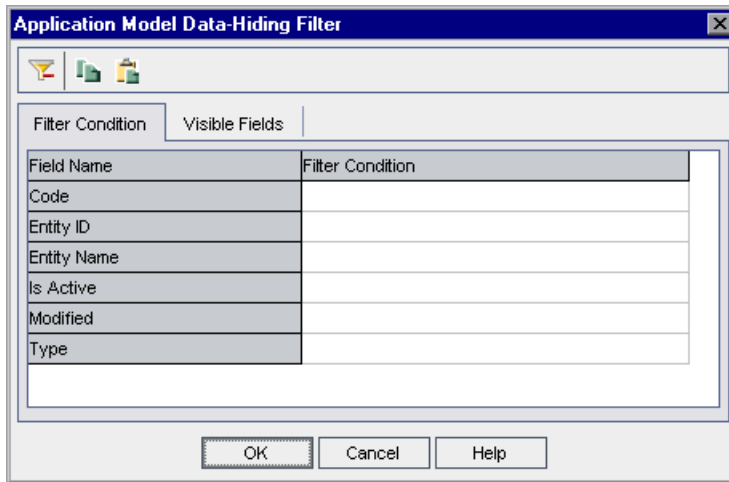 Application Model Data-Hiding Filter
Filter Condition Visible Fields
Field Name Filter Condition
Code
Entity ID
Entity Name
Is Active
Modified
Type
OK Cancel Help